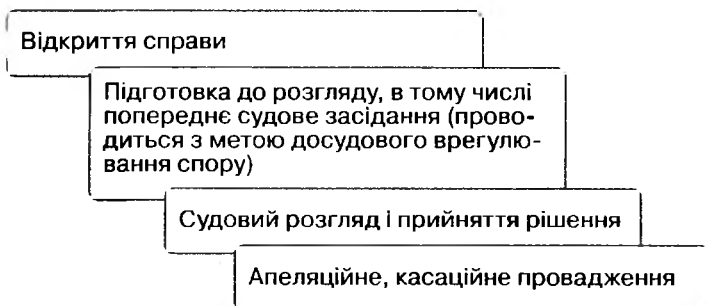 Відкриття справи
Підготовка до розгляду, в тому числі
попереднє судове засідання (прово-
диться з метою досудового врегулю-
вання спору)
Судовий розгляд і прийняття рішення
Апеляційне, касаційне провадження